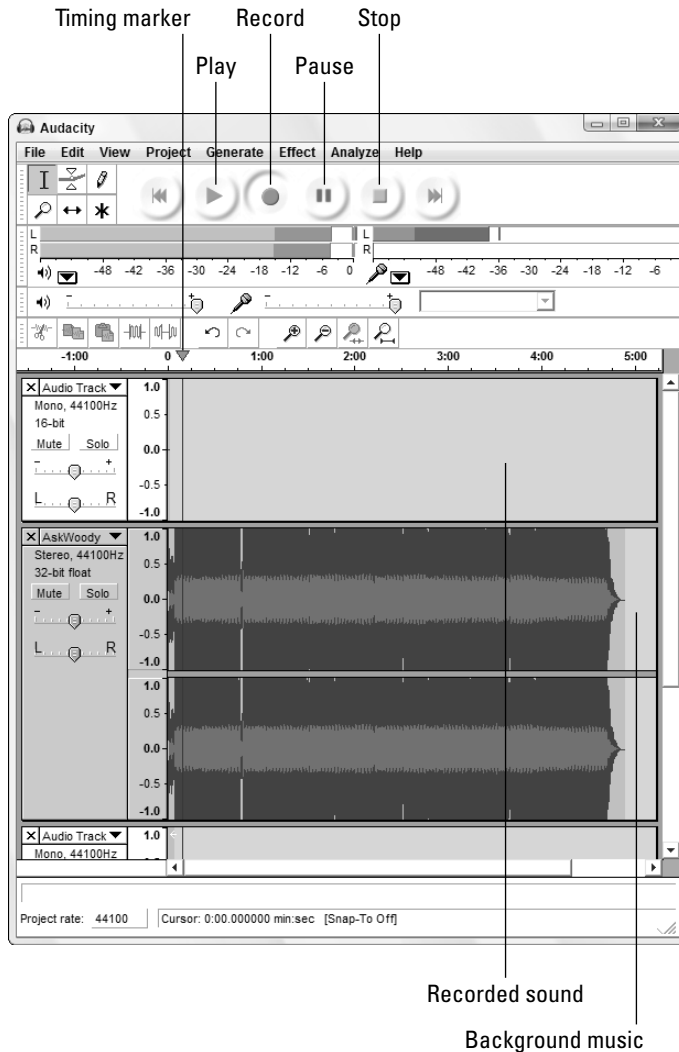 Timing marker Record Stop
Play Pause
Audacity
File Edit View Project Generate Effect Analyze Help
L L
R R
-48 -42 -36 -30 -24 -18 -12 -6 0 -48 -42 -36 -30 -24 -18 -12 -6
- + - +
-1:00 0 1:00 2:00 3:00 4:00 5:00
X Audio Track 1.0
Mono, 44100Hz
16-bit 0.5
Mute Solo 0.0
- +
-0.5
L R
-1.0
X AskWoody 1.0
Stereo, 44100Hz
32-bit float 0.5
Mute Solo 0.0
- +
-0.5
L R
-1.0
1.0
0.5
0.0
-0.5
-1.0
X Audio Track 1.0
Mono, 44100Hz
Project rate: 44100 Cursor: 0:00.000000 min:sec [Snap-To Off]
Recorded sound
Background music